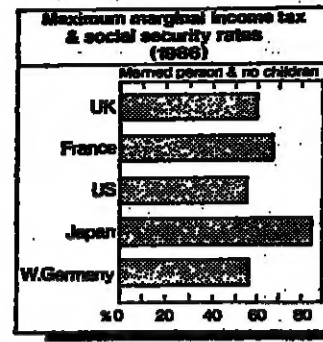 Maximum marginal income tax
& social security rates
(1986)
Married person & no children
UK
France
US
Japan
W.Germany
% 0 20 40 60 80